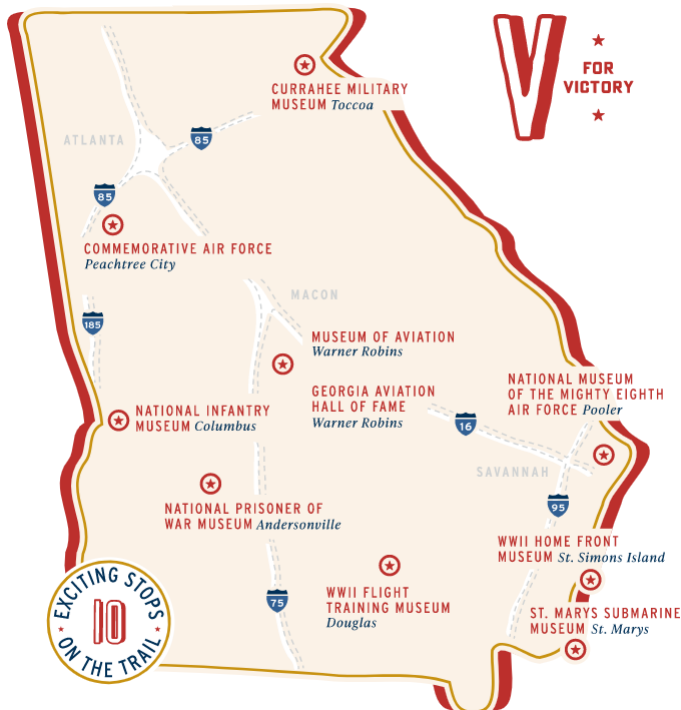 V
FOR
VICTORY
CURRAHEE MILITARY
MUSEUM Toccoa
ATLANTA
85
85
COMMEMORATIVE AIR FORCE
Peachtree City
MACON
185
MUSEUM OF AVIATION
Warner Robins
GEORGIA AVIATION
HALL OF FAME
Warner Robins
NATIONAL MUSEUM
OF THE MIGHTY EIGHTH
AIR FORCE Pooler
NATIONAL INFANTRY
MUSEUM Columbus
16
SAVANNAH
NATIONAL PRISONER OF
WAR MUSEUM Andersonville
95
WWII HOME FRONT
MUSEUM St. Simons Island
WWII FLIGHT
TRAINING MUSEUM
Douglas
75
ST. MARYS SUBMARINE
MUSEUM St. Marys
EXCITING STOPS
10
ON THE TRAIL